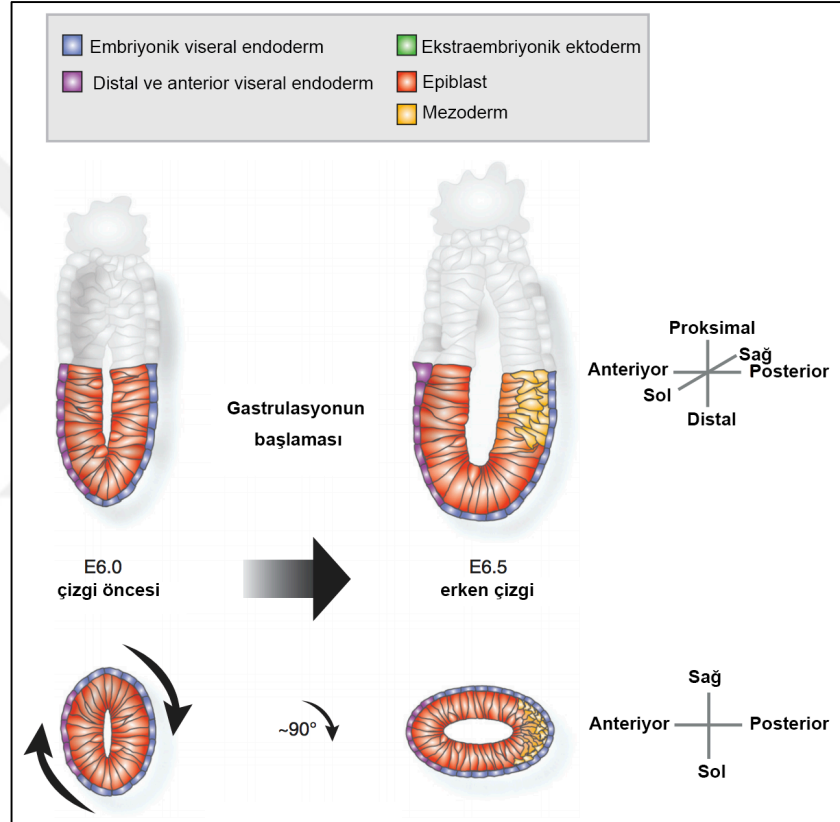 Embriyonik viseral endoderm
Ekstraembriyonik ektoderm
Distal ve anterior viseral endoderm
Epiblast
Mezoderm
Proksimal
Sağ
Anteriyor
Posterior
Sol
Distal
Gastrulasyonun
başlaması
E6.0
çizgi öncesi
E6.5
erken çizgi
~90°
Sağ
Anteriyor
Posterior
Sol